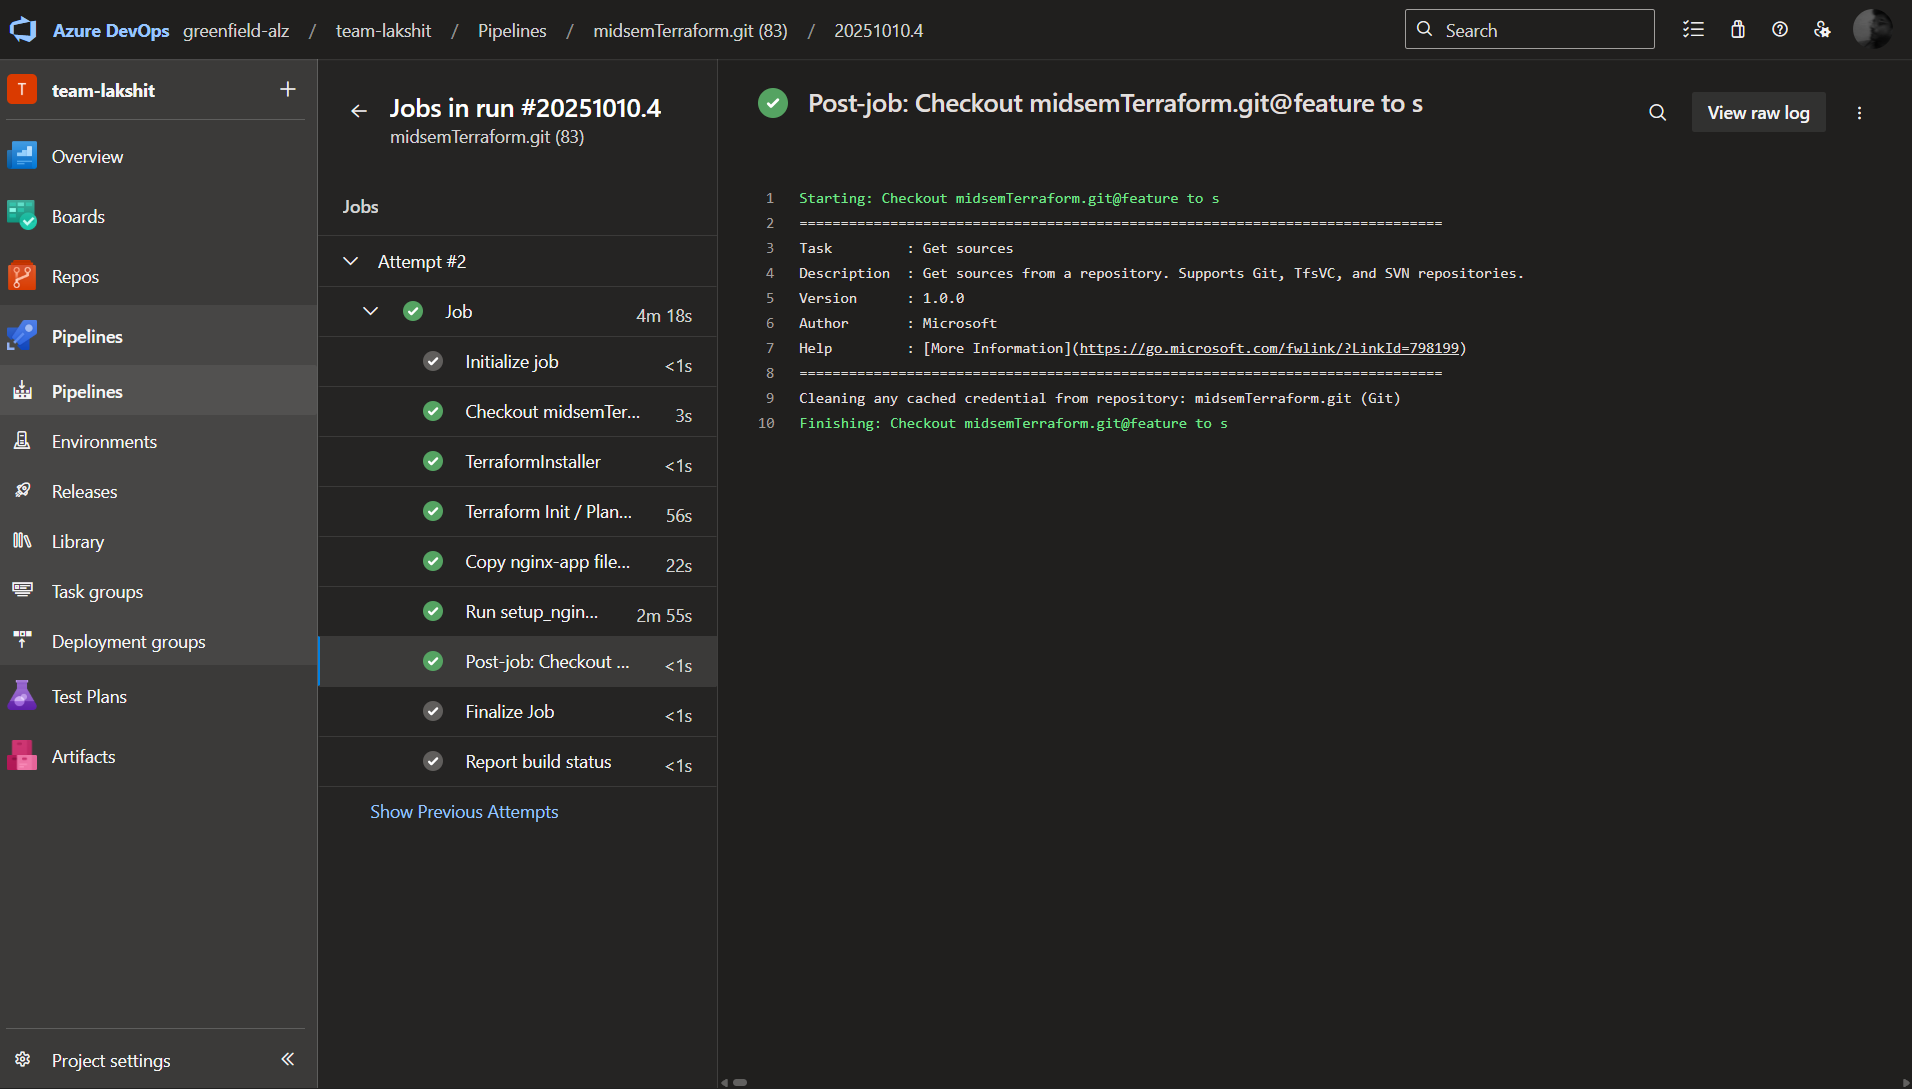 Azure DevOps greenfield-alz / team-lakshit / Pipelines / midsemTerraform.git (83) / 20251010.4
Search
T team-lakshit
Overview
Boards
Repos
Pipelines
Pipelines
Environments
Releases
Library
Task groups
Deployment groups
Test Plans
Artifacts
Project settings
Jobs in run #20251010.4
midsemTerraform.git (83)
Jobs
Attempt #2
Job 4m 18s
Initialize job <1s
Checkout midsemTer... 3s
TerraformInstaller <1s
Terraform Init / Plan... 56s
Copy nginx-app file... 22s
Run setup_ngin... 2m 55s
Post-job: Checkout ... <1s
Finalize Job <1s
Report build status <1s
Show Previous Attempts
Post-job: Checkout midsemTerraform.git@feature to s
View raw log
1 Starting: Checkout midsemTerraform.git@feature to s
2 ==============================================================================
3 Task         : Get sources
4 Description  : Get sources from a repository. Supports Git, TfsVC, and SVN repositories.
5 Version      : 1.0.0
6 Author       : Microsoft
7 Help         : [More Information](https://go.microsoft.com/fwlink/?LinkId=798199)
8 ==============================================================================
9 Cleaning any cached credential from repository: midsemTerraform.git (Git)
10 Finishing: Checkout midsemTerraform.git@feature to s